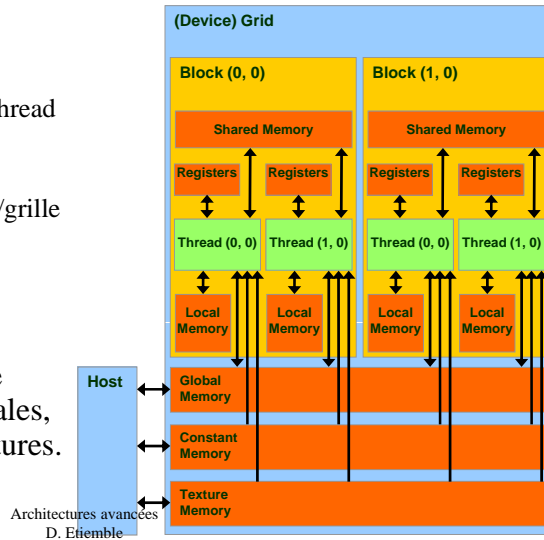 (Device) Grid
Block (0, 0)
Block (1, 0)
hread
Shared Memory
Shared Memory
Registers
Registers
Registers
Registers
/grille
Thread (0, 0)
Thread (1, 0)
Thread (0, 0)
Thread (1, 0)
Local
Memory
Local
Memory
Local
Memory
Local
Memory
e
ales,
tures.
Host
Global
Memory
Constant
Memory
Texture
Memory
Architectures avancées
D. Etiemble